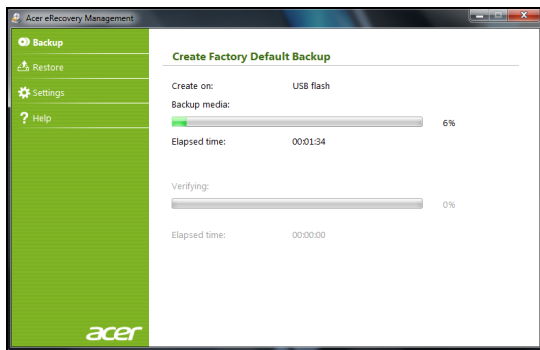 Acer eRecovery Management
Backup
Restore
Settings
? Help
Create Factory Default Backup
Create on: USB flash
Backup media:
6%
Elapsed time: 00:01:34
Verifying:
0%
Elapsed time: 00:00:00
acer